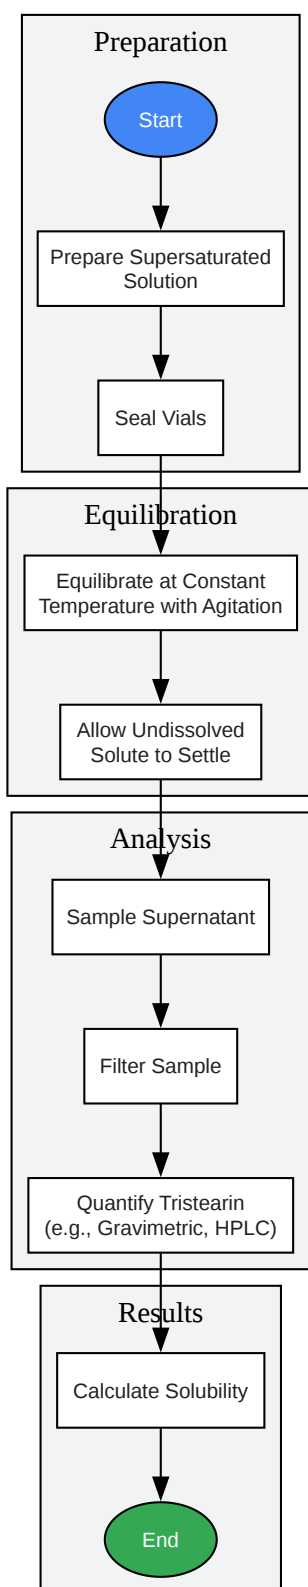 Preparation
Start
Prepare Supersaturated
Solution
Seal Vials
Equilibration
Equilibrate at Constant
Temperature with Agitation
Allow Undissolved
Solute to Settle
Analysis
Sample Supernatant
Filter Sample
Quantify Tristearin
(e.g., Gravimetric, HPLC)
Results
Calculate Solubility
End